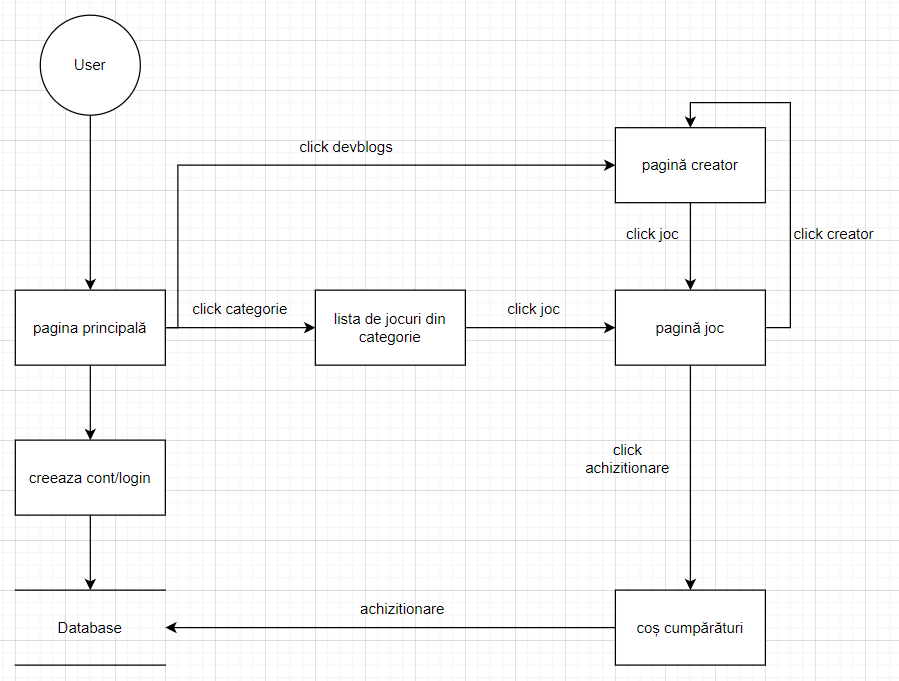 User
click devblogs
pagină creator
click joc
click creator
pagina principală
click categorie
lista de jocuri din
categorie
click joc
pagină joc
click
achizitionare
creeaza cont/login
Database
achizitionare
coș cumpărături